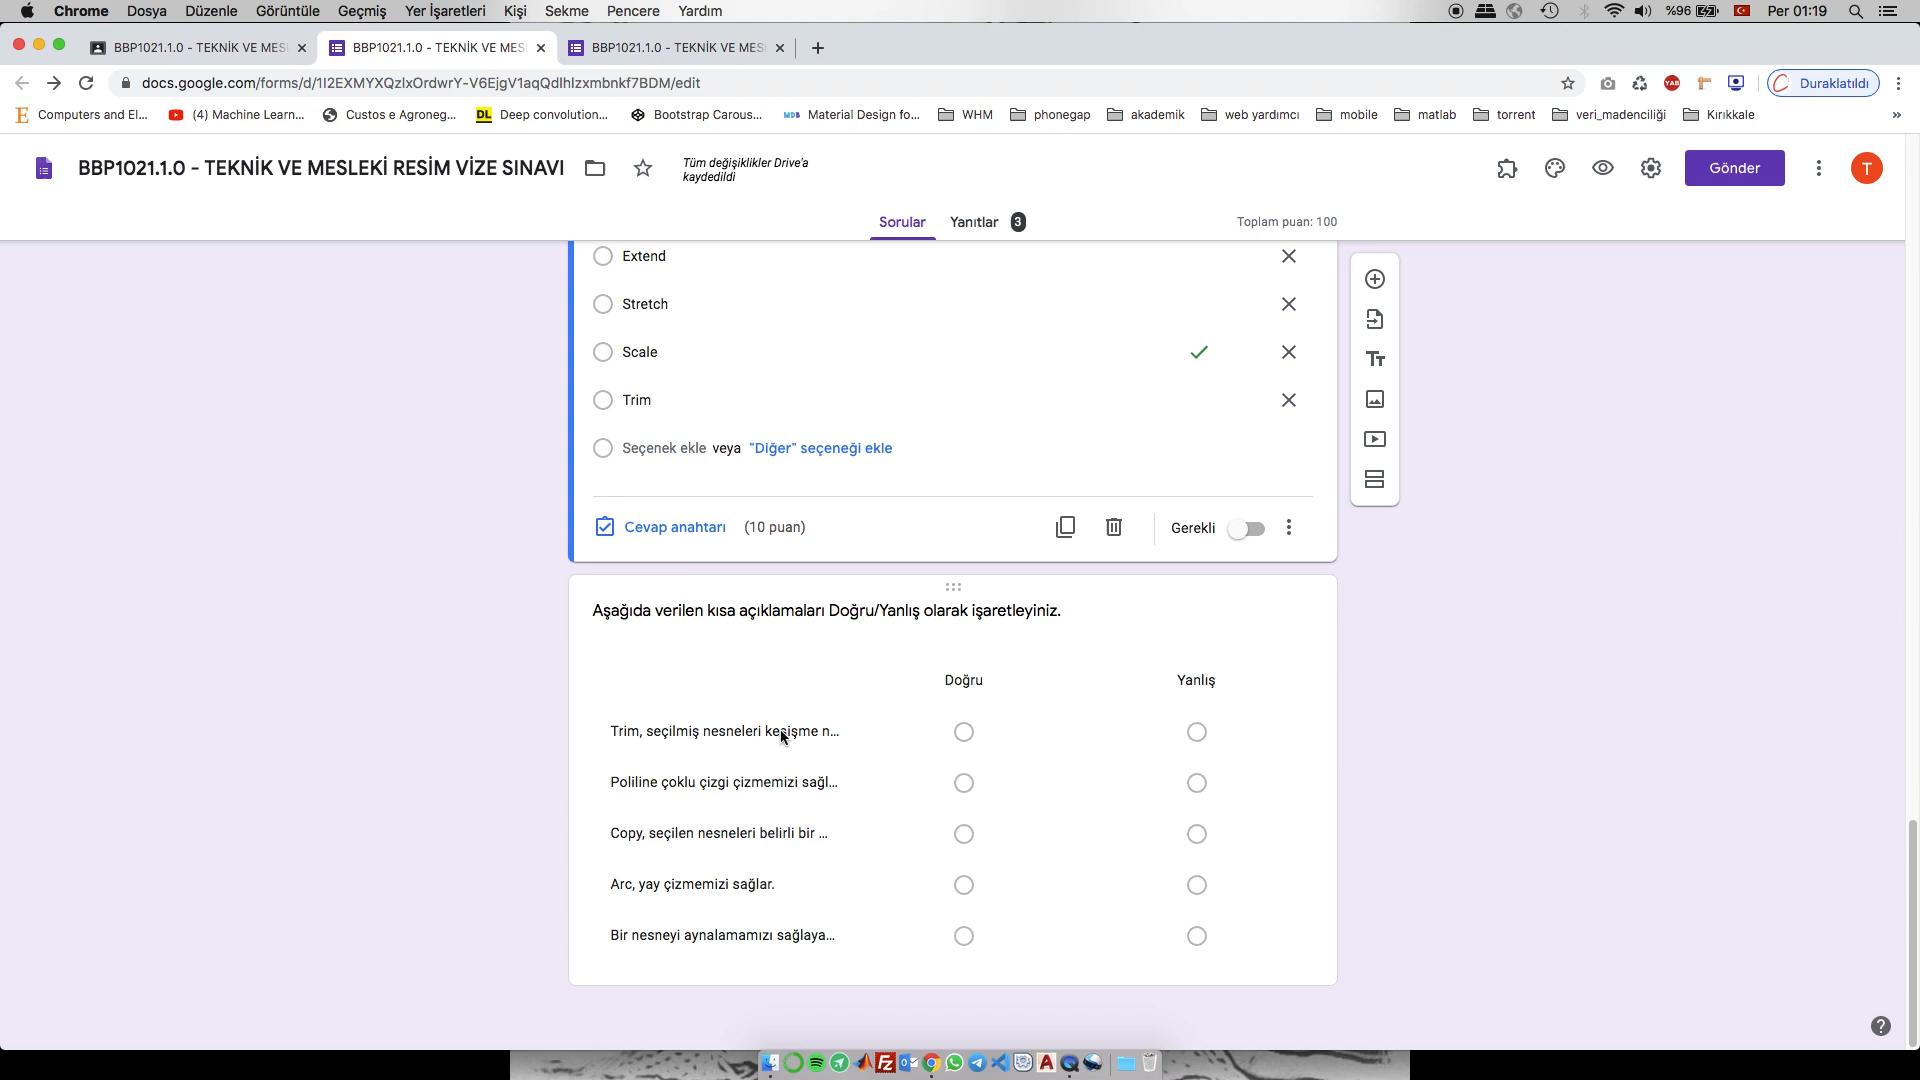 Chrome Dosya Düzenle Görüntüle Geçmiş Yer İşaretleri Kişi Sekme Pencere Yardım %96 Per 01:19
BBP1021.1.0 - TEKNİK VE MES BBP1021.1.0 - TEKNİK VE MES BBP1021.1.0 - TEKNİK VE MES
docs.google.com/forms/d/1I2EXMYXQzIxOrdwrY-V6EjgV1aqQdIhIzxmbnkf7BDM/edit YAB Duraklatıldı
E Computers and El... (4) Machine Learn... Custos e Agroneg... DL Deep convolution... Bootstrap Carous... MDB Material Design fo... WHM phonegap akademik web yardımcı mobile matlab torrent veri_madenciliği Kırıkkale »
BBP1021.1.0 - TEKNİK VE MESLEKİ RESİM VİZE SINAVI
Tüm değişiklikler Drive'a
kaydedildi
Gönder
T
Sorular Yanıtlar 3 Toplam puan: 100
Extend
Stretch
Scale
Trim
Seçenek ekle veya "Diğer" seçeneği ekle
Cevap anahtarı (10 puan) Gerekli
Aşağıda verilen kısa açıklamaları Doğru/Yanlış olarak işaretleyiniz.
Doğru Yanlış
Trim, seçilmiş nesneleri kesişme n...
Poliline çoklu çizgi çizmemizi sağl...
Copy, seçilen nesneleri belirli bir ...
Arc, yay çizmemizi sağlar.
Bir nesneyi aynalamamızı sağlaya...